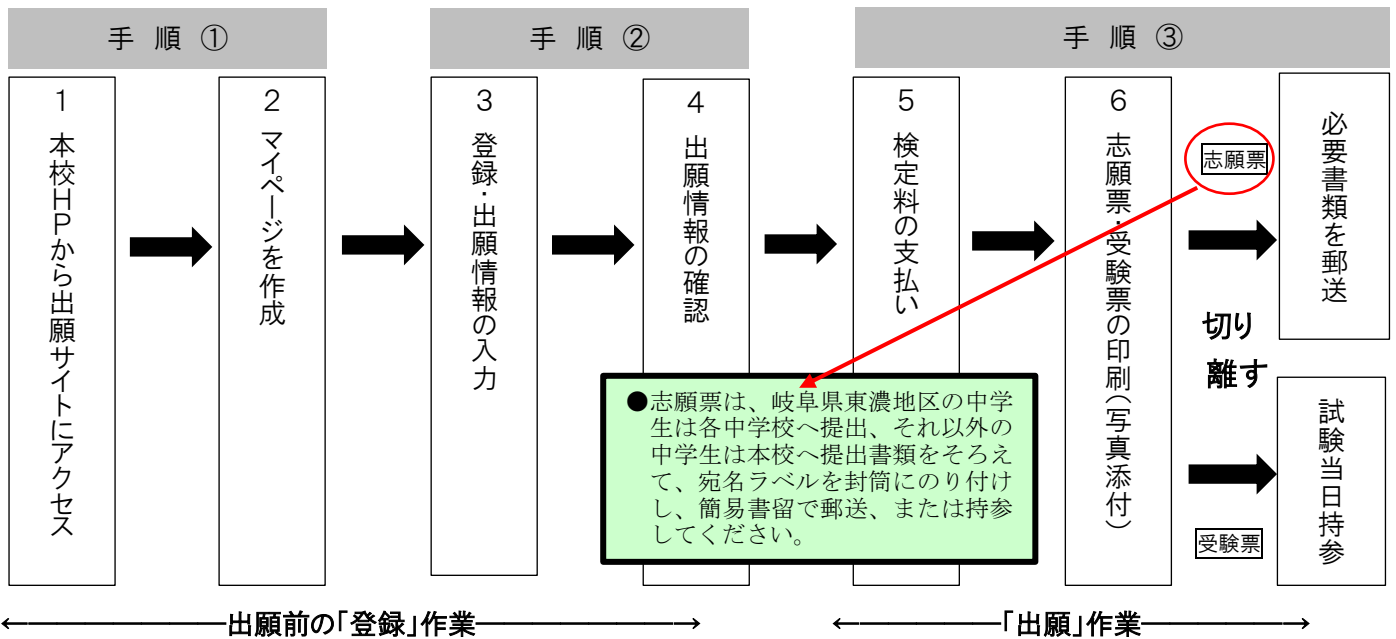 手順①
手順②
手順③
1 本校HPから出願サイトにアクセス
2 マイページを作成
3 登録・出願情報の入力
4 出願情報の確認
5 検定料の支払い
6 志願票・受験票の印刷(写真添付)
志願票
必要書類を郵送
切り
離す
受験票
試験当日持参
●志願票は、岐阜県東濃地区の中学
生は各中学校へ提出、それ以外の
中学生は本校へ提出書類をそろえ
て、宛名ラベルを封筒にのり付け
し、簡易書留で郵送、または持参
してください。
←―出願前の「登録」作業―→
←―「出願」作業―→